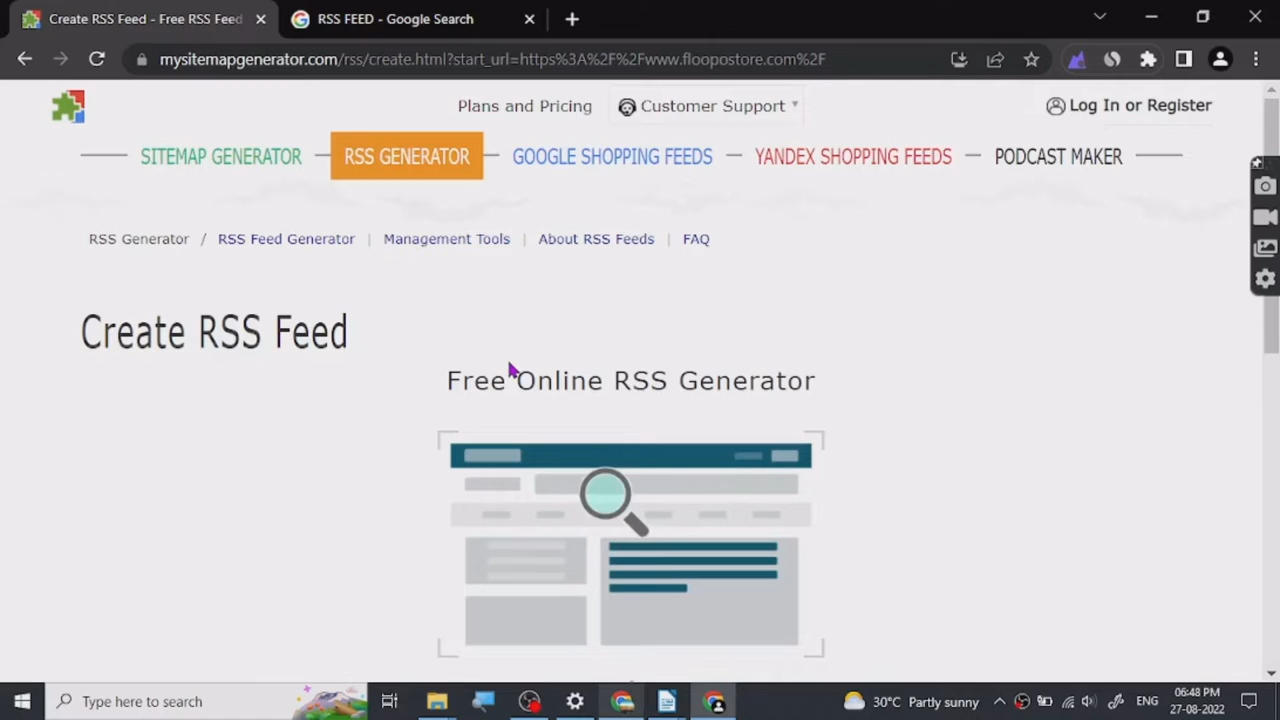 Create RSS Feed - Free RSS Feed
RSS FEED - Google Search
mysitemapgenerator.com/rss/create.html?start_url=https%3A%2F%2Fwww.floopostore.com%2F
Plans and Pricing
Customer Support
Log In or Register
SITEMAP GENERATOR
RSS GENERATOR
GOOGLE SHOPPING FEEDS
YANDEX SHOPPING FEEDS
PODCAST MAKER
RSS Generator / RSS Feed Generator | Management Tools | About RSS Feeds | FAQ
Create RSS Feed
Free Online RSS Generator
Type here to search
30°C Partly sunny
ENG
06:48 PM
27-08-2022